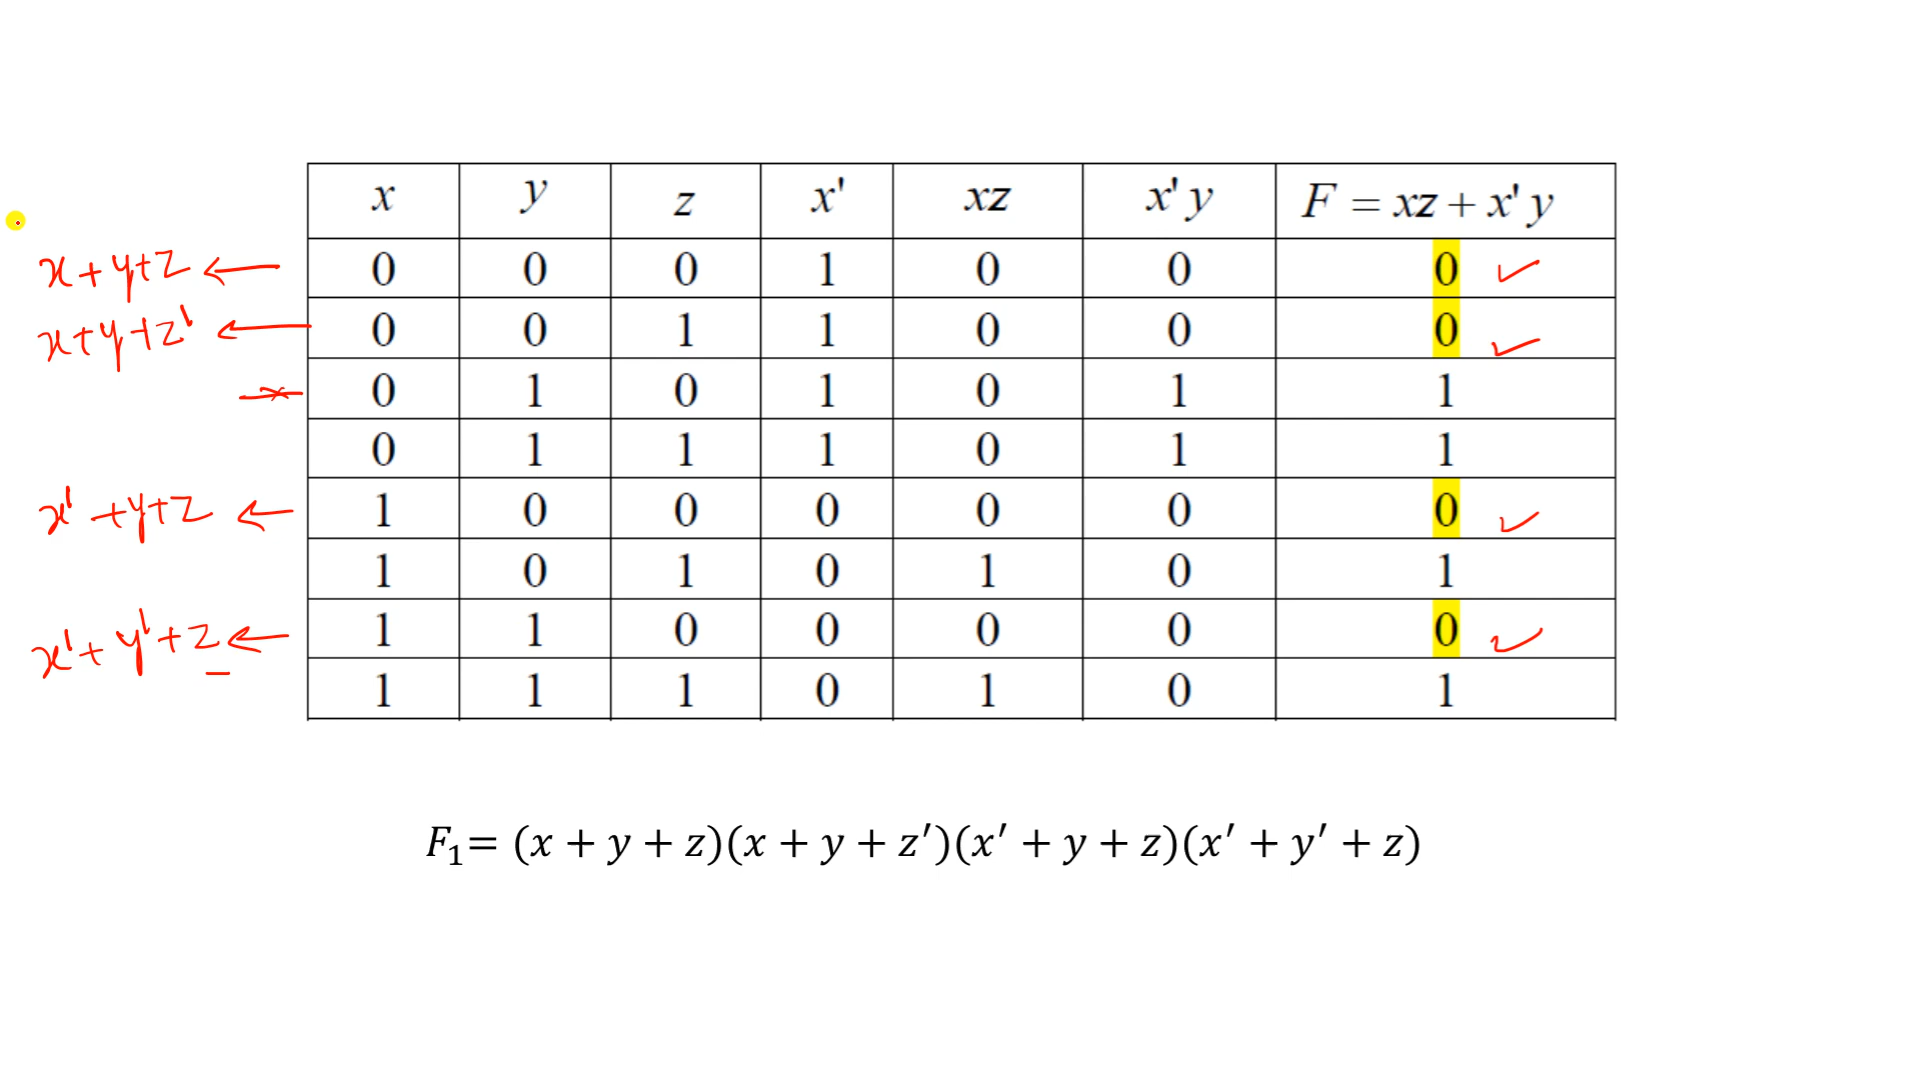 x y z x' xz x' y F = xz + x' y
x+y+z ← 0 0 0 1 0 0 0 ✓
x+y+z' ← 0 0 1 1 0 0 0 ✓
0 1 0 1 0 1 1
0 1 1 1 0 1 1
x'+y+z ← 1 0 0 0 0 0 0 ✓
1 0 1 0 1 0 1
x'+y'+z ← 1 1 0 0 0 0 0 ✓
1 1 1 0 1 0 1
F₁= (x + y + z)(x + y + z′)(x′ + y + z)(x′ + y′ + z)